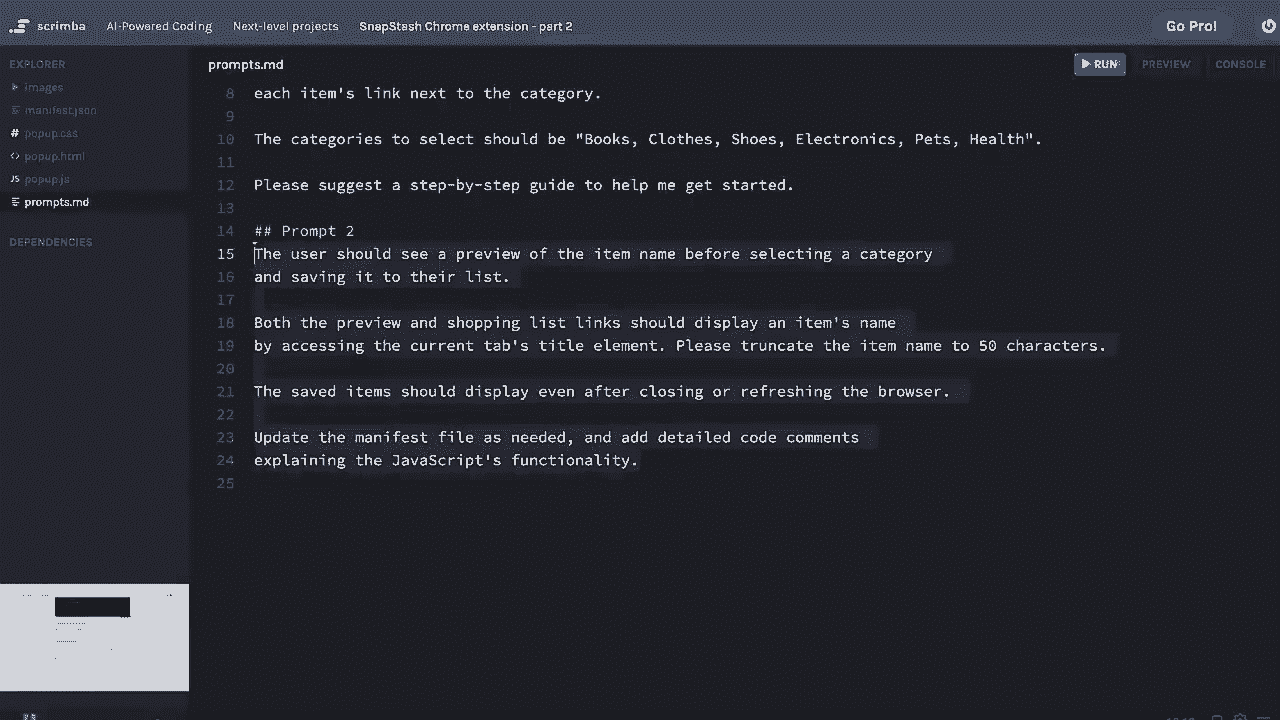 scrimba AI-Powered Coding Next-level projects SnapStash Chrome extension - part 2 Go Pro!
EXPLORER
images
manifest.json
popup.css
popup.html
popup.js
prompts.md
DEPENDENCIES
prompts.md
RUN PREVIEW CONSOLE
8 each item's link next to the category.
9
10 The categories to select should be "Books, Clothes, Shoes, Electronics, Pets, Health".
11
12 Please suggest a step-by-step guide to help me get started.
13
14 ## Prompt 2
15 The user should see a preview of the item name before selecting a category
16 and saving it to their list.
17
18 Both the preview and shopping list links should display an item's name
19 by accessing the current tab's title element. Please truncate the item name to 50 characters.
20
21 The saved items should display even after closing or refreshing the browser.
22
23 Update the manifest file as needed, and add detailed code comments
24 explaining the JavaScript's functionality.
25